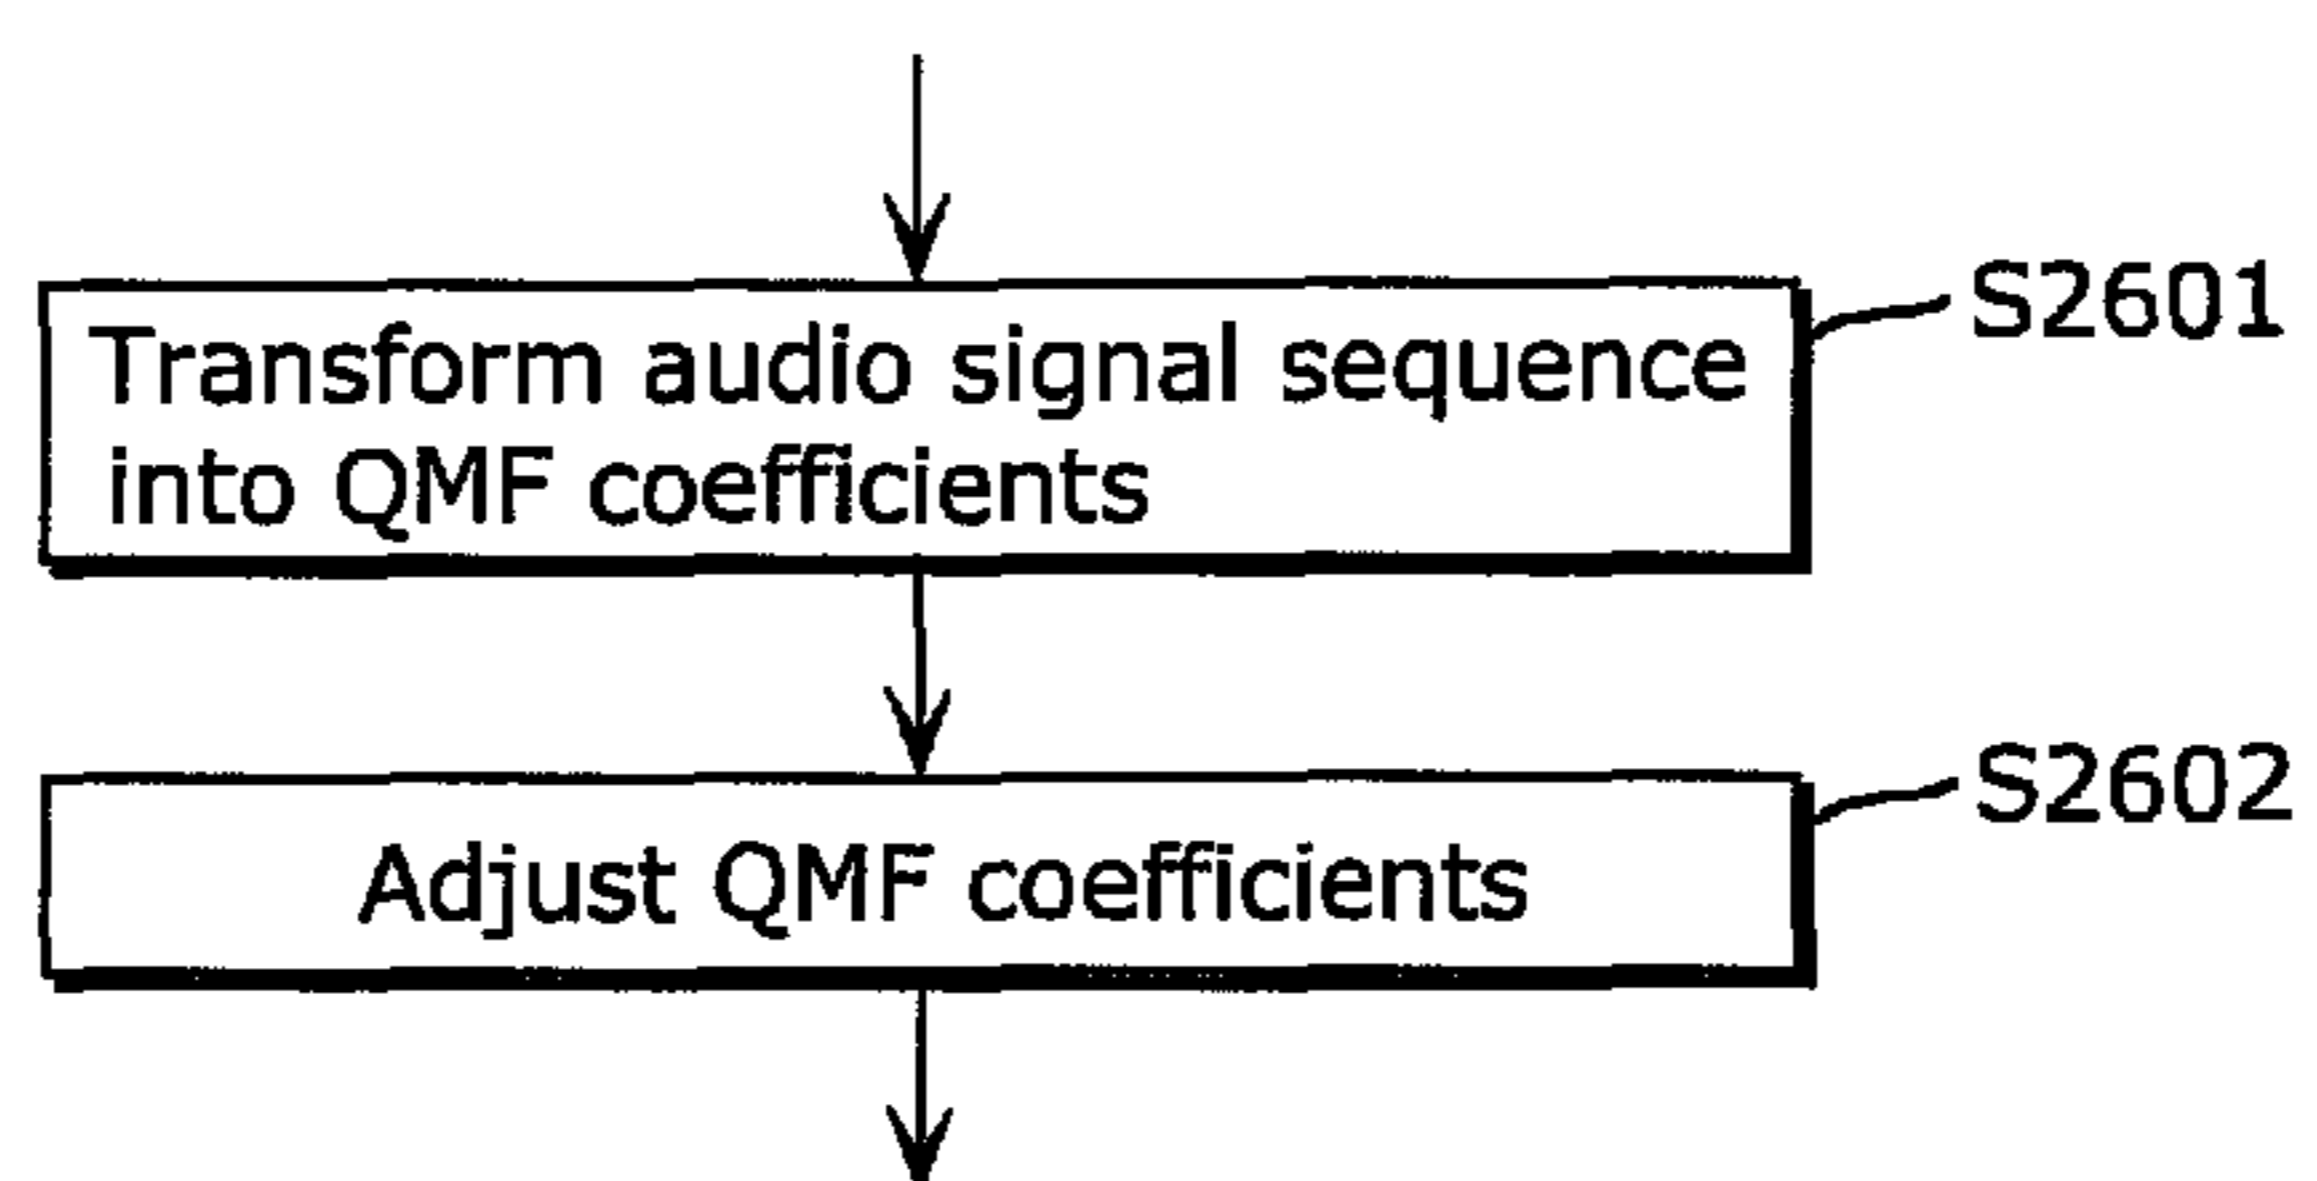 S2601
Transform audio signal sequence
into QMF coefficients
S2602
Adjust QMF coefficients